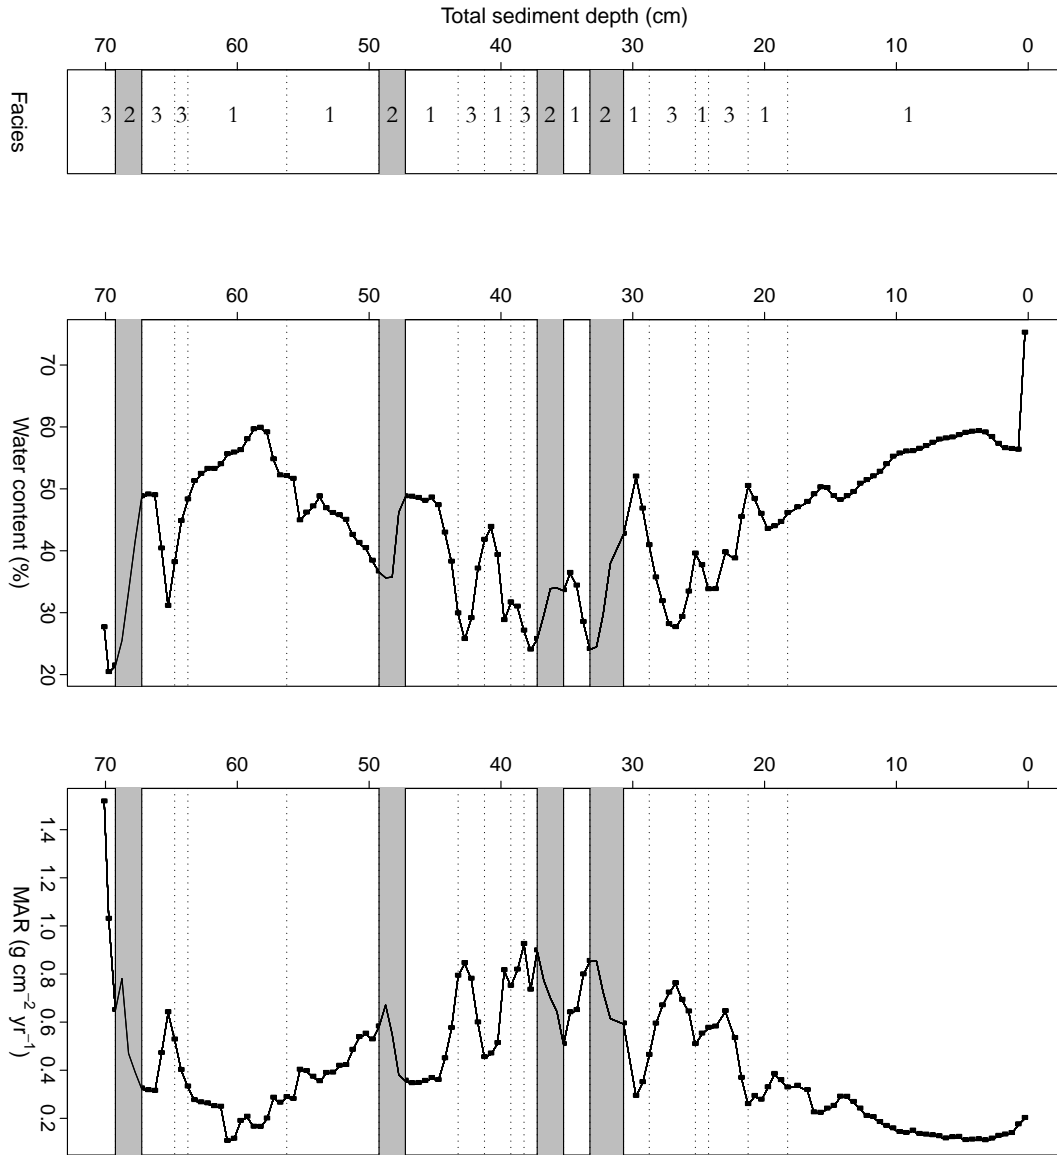 Total sediment depth (cm)
70 60 50 40 30 20 10 0
Facies
3 2 3 3 1 1 2 1 3 1 3 2 1 2 1 3 1 3 1 1
70 60 50 40 30 20 10 0
Water content (%)
70 60 50 40 30 20
70 60 50 40 30 20 10 0
MAR (g cm⁻² yr⁻¹)
1.4 1.2 1.0 0.8 0.6 0.4 0.2